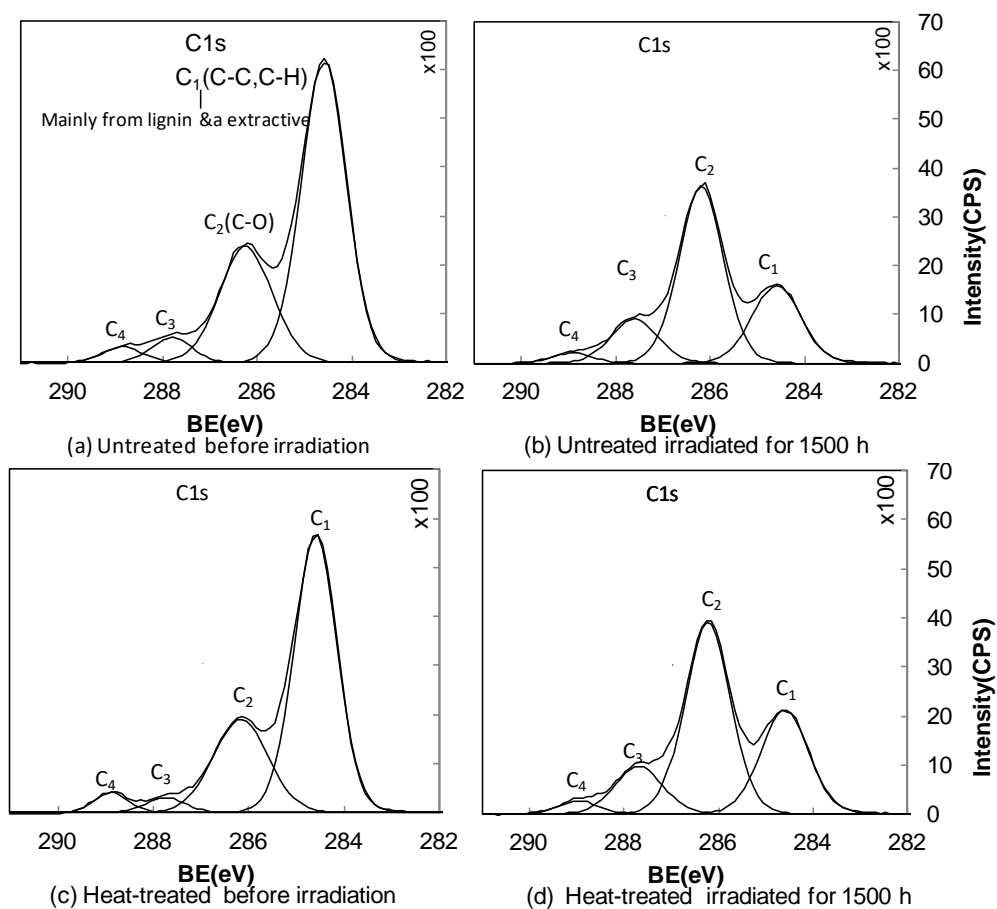 C1s
C₁(C-C,C-H)
Mainly from lignin &a extractive
C₂(C-O)
C₃
C₄
x100
290 288 286 284 282
BE(eV)
(a) Untreated before irradiation
C1s
x100
C₂
C₃
C₁
C₄
70
60
50
40
30
20
10
0
Intensity(CPS)
290 288 286 284 282
BE(eV)
(b) Untreated irradiated for 1500 h
C1s
x100
C₁
C₂
C₄ C₃
290 288 286 284 282
BE(eV)
(c) Heat-treated before irradiation
C1s
x100
C₂
C₁
C₃
C₄
70
60
50
40
30
20
10
0
Intensity(CPS)
290 288 286 284 282
BE(eV)
(d) Heat-treated irradiated for 1500 h